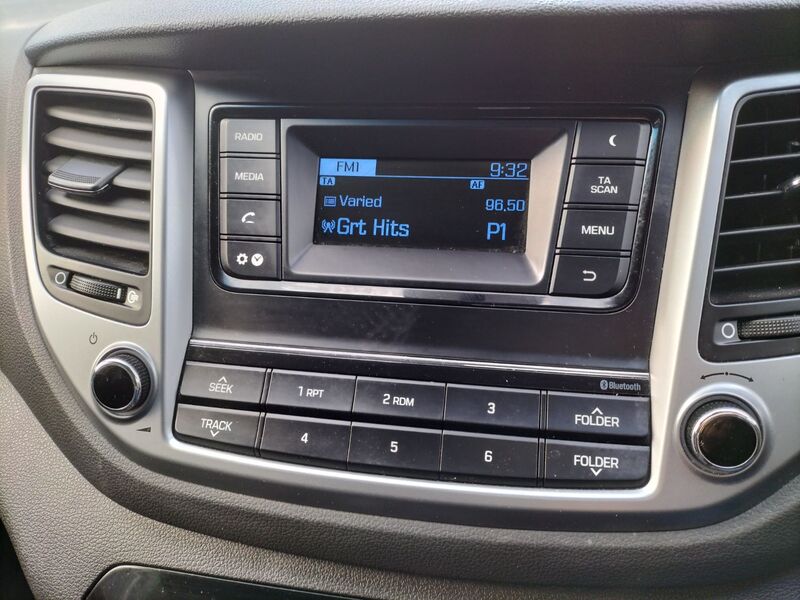 RADIO
MEDIA
FM1 9:32
TA AF
Varied 96.50
Grt Hits P1
TA
SCAN
MENU
Bluetooth
SEEK
1 RPT
2 RDM
3
FOLDER
TRACK
4
5
6
FOLDER